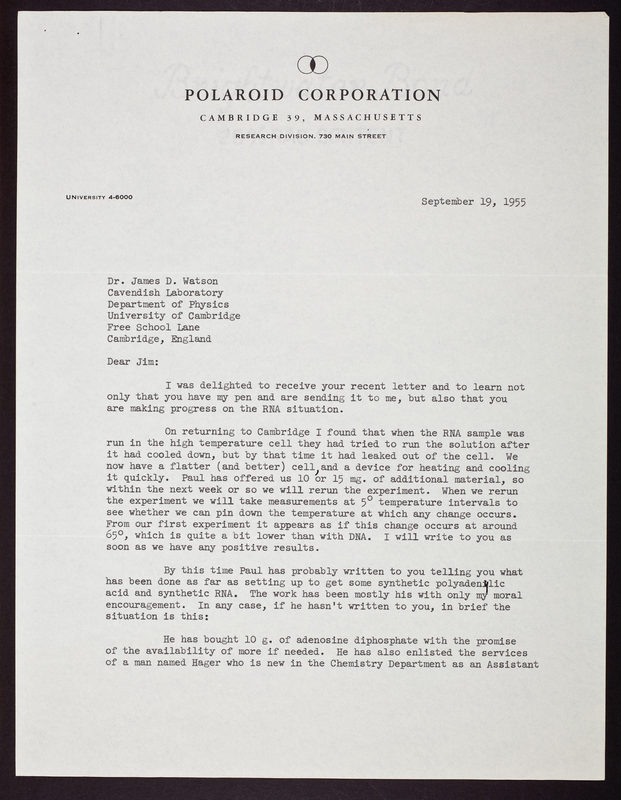 POLAROID CORPORATION
CAMBRIDGE 39, MASSACHUSETTS
RESEARCH DIVISION, 730 MAIN STREET
UNIVERSITY 4-6000
September 19, 1955
Dr. James D. Watson
Cavendish Laboratory
Department of Physics
University of Cambridge
Free School Lane
Cambridge, England
Dear Jim:
I was delighted to receive your recent letter and to learn not
only that you have my pen and are sending it to me, but also that you
are making progress on the RNA situation.
On returning to Cambridge I found that when the RNA sample was
run in the high temperature cell they had tried to run the solution after
it had cooled down, but by that time it had leaked out of the cell. We
now have a flatter (and better) cell, and a device for heating and cooling
it quickly. Paul has offered us 10 or 15 mg. of additional material, so
within the next week or so we will rerun the experiment. When we rerun
the experiment we will take measurements at 5° temperature intervals to
see whether we can pin down the temperature at which any change occurs.
From our first experiment it appears as if this change occurs at around
65°, which is quite a bit lower than with DNA. I will write to you as
soon as we have any positive results.
By this time Paul has probably written to you telling you what
has been done as far as setting up to get some synthetic polyadenylic
acid and synthetic RNA. The work has been mostly his with only my moral
encouragement. In any case, if he hasn't written to you, in brief the
situation is this:
He has bought 10 g. of adenosine diphosphate with the promise
of the availability of more if needed. He has also enlisted the services
of a man named Hager who is new in the Chemistry Department as an Assistant